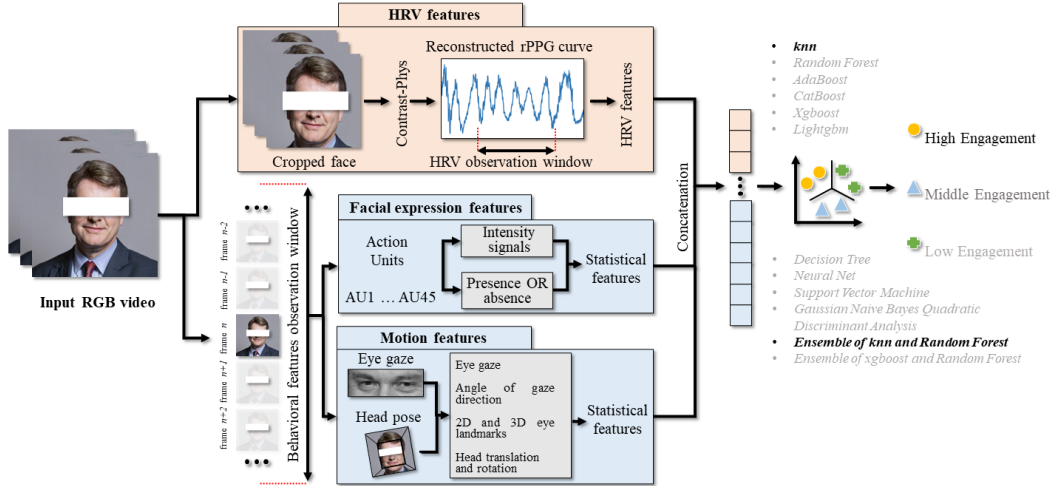 HRV features
Reconstructed rPPG curve
Contrast-Phys
HRV features
Cropped face
HRV observation window
Input RGB video
frame n-2
frame n-1
frame n
frame n+1
frame n+2
Behavioral features observation window
Facial expression features
Action
Units
AU1 … AU45
Intensity
signals
Presence OR
absence
Statistical
features
Motion features
Eye gaze
Head pose
Eye gaze
Angle of gaze
direction
2D and 3D eye
landmarks
Head translation
and rotation
Statistical
features
Concatenation
• knn
• Random Forest
• AdaBoost
• CatBoost
• Xgboost
• Lightgbm
High Engagement
Middle Engagement
Low Engagement
• Decision Tree
• Neural Net
• Support Vector Machine
• Gaussian Naive Bayes Quadratic
Discriminant Analysis
• Ensemble of knn and Random Forest
• Ensemble of xgboost and Random Forest